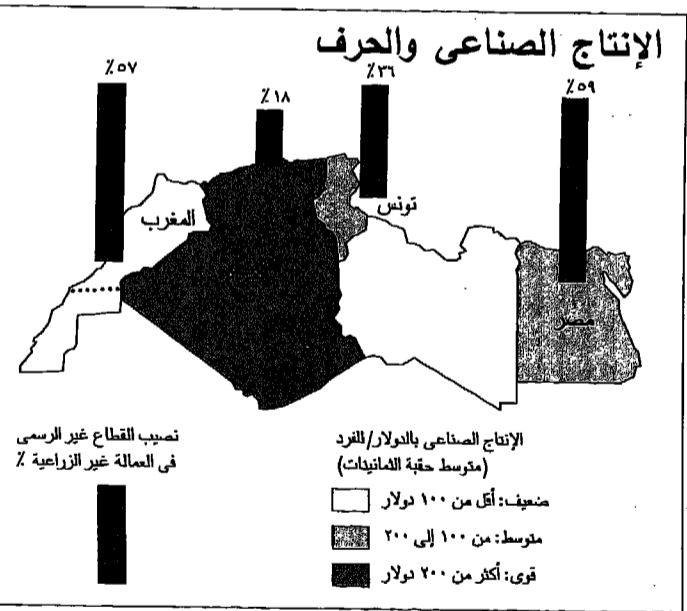 الإنتاج الصناعى والحرف
٥٧٪
١٨٪
٣٦٪
٥٩٪
المغرب
تونس
مصر
نصيب القطاع غير الرسمى
فى العمالة غير الزراعية ٪
الإنتاج الصناعى بالدولار/للفرد
(متوسط حقبة الثمانينات)
ضعيف: أقل من ١٠٠ دولار
متوسط: من ١٠٠ إلى ٢٠٠
قوى: أكثر من ٢٠٠ دولار